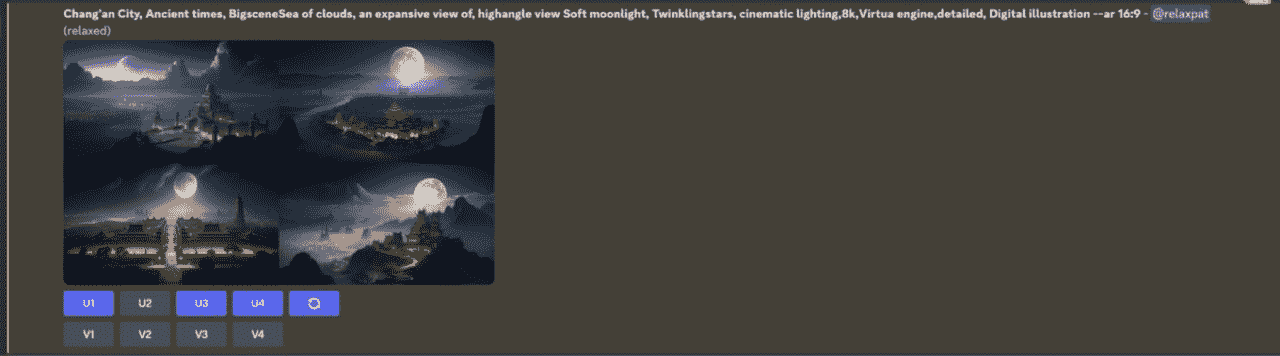 Chang'an City, Ancient times, BigsceneSea of clouds, an expansive view of, highangle view Soft moonlight, Twinklingstars, cinematic lighting,8k,Virtua engine,detailed, Digital illustration --ar 16:9 - @relaxpat
(relaxed)
U1 U2 U3 U4
V1 V2 V3 V4